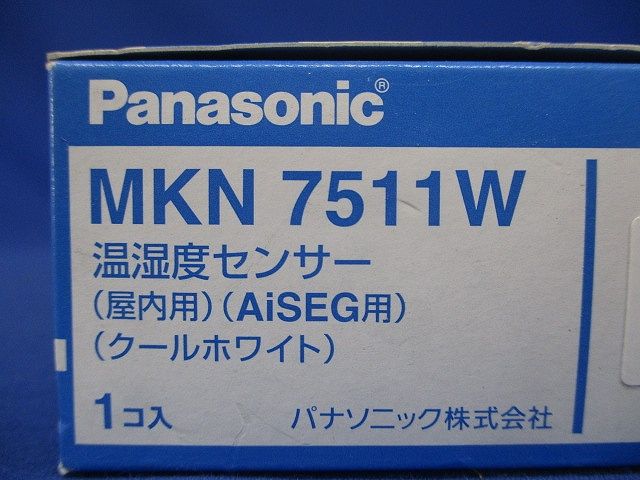 Panasonic®
MKN 7511W
温湿度センサー
(屋内用)(AiSEG用)
(クールホワイト)
1コ入 パナソニック株式会社